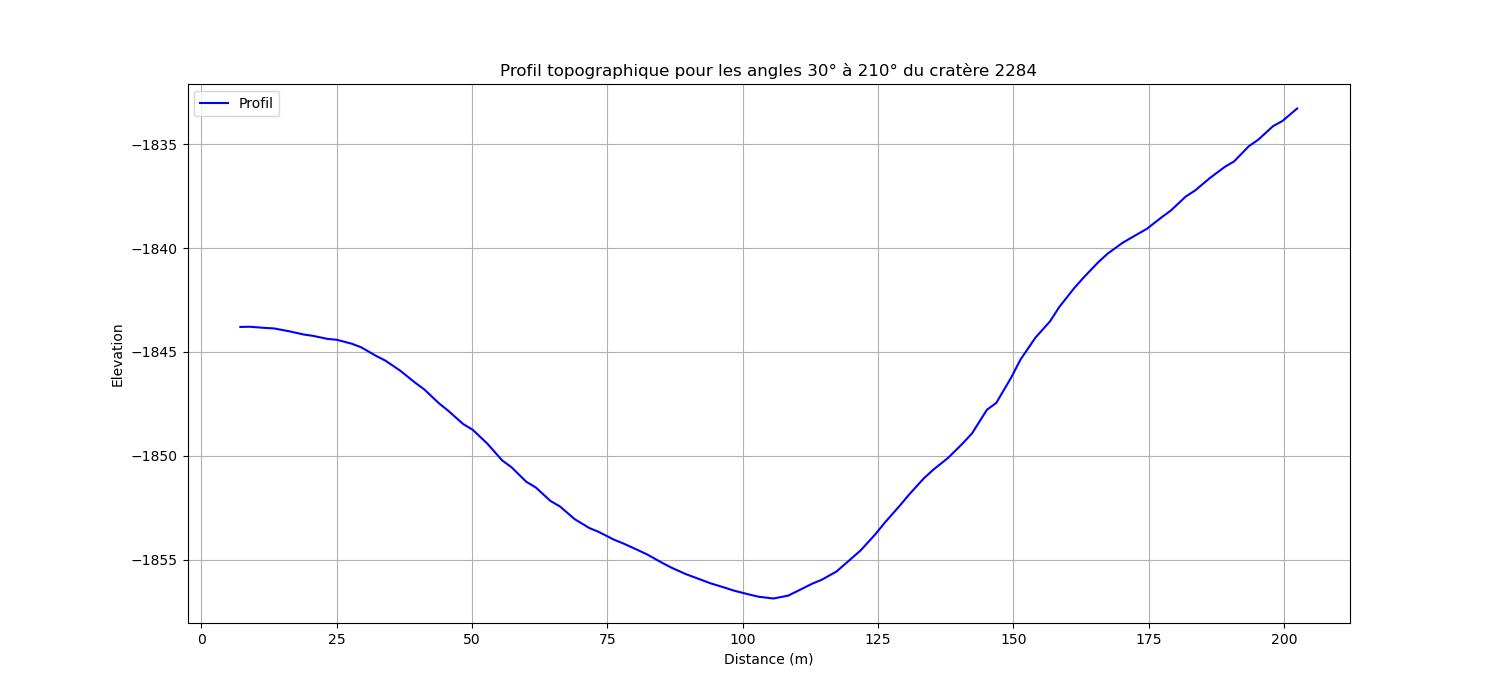 Profil topographique pour les angles 30° à 210° du cratère 2284
Profil
−1835
−1840
−1845
−1850
−1855
Elevation
0 25 50 75 100 125 150 175 200
Distance (m)